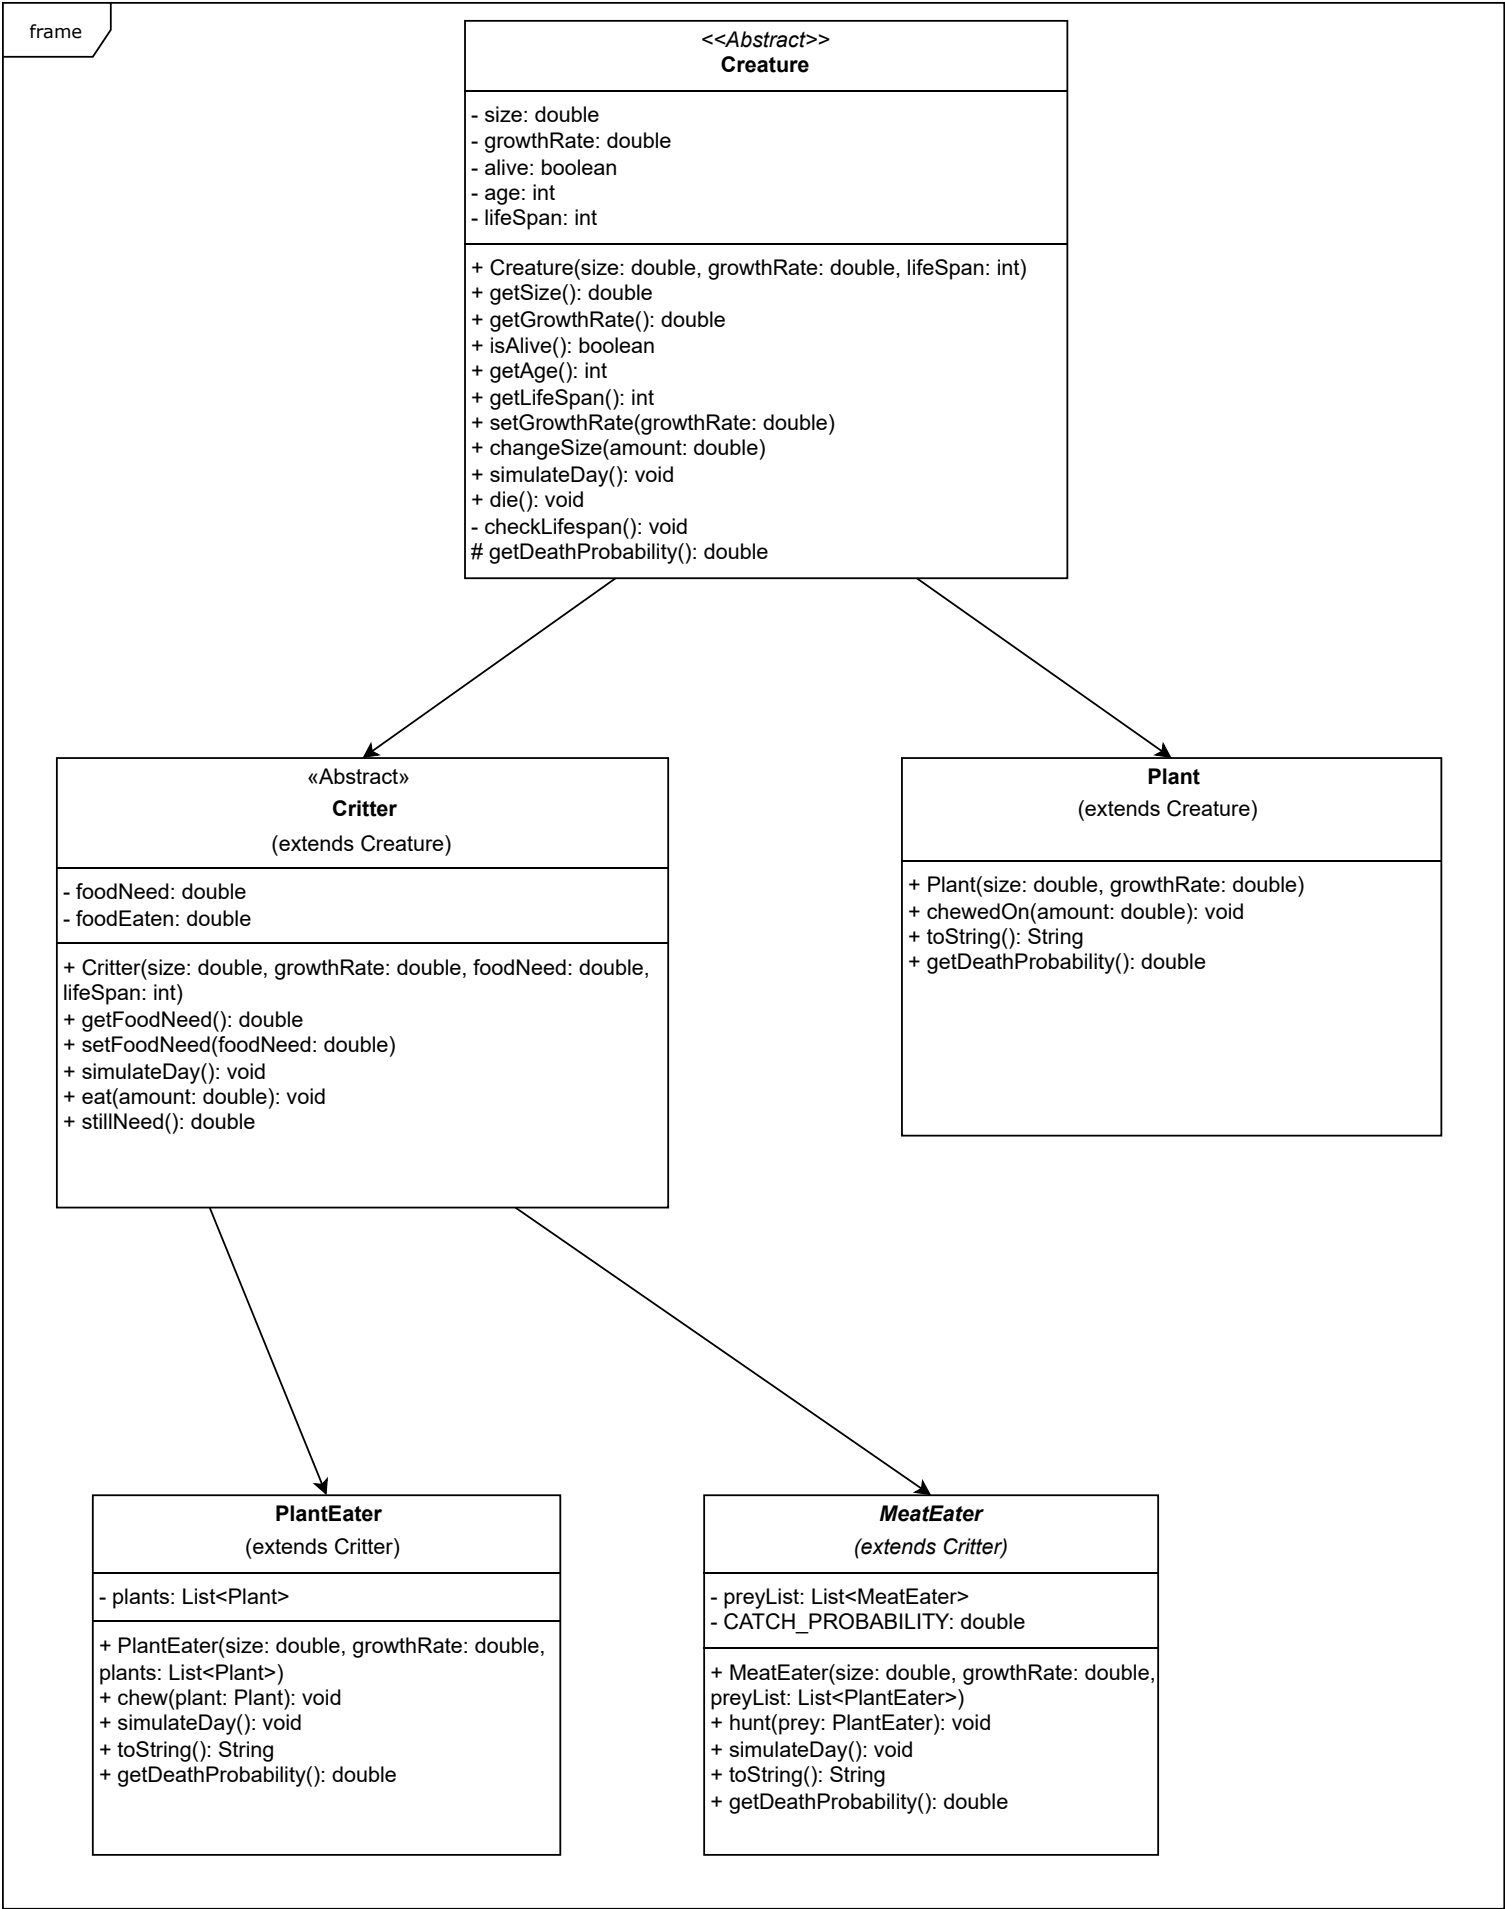 frame
<<Abstract>>
Creature
- size: double
- growthRate: double
- alive: boolean
- age: int
- lifeSpan: int
+ Creature(size: double, growthRate: double, lifeSpan: int)
+ getSize(): double
+ getGrowthRate(): double
+ isAlive(): boolean
+ getAge(): int
+ getLifeSpan(): int
+ setGrowthRate(growthRate: double)
+ changeSize(amount: double)
+ simulateDay(): void
+ die(): void
- checkLifespan(): void
# getDeathProbability(): double
«Abstract»
Critter
(extends Creature)
- foodNeed: double
- foodEaten: double
+ Critter(size: double, growthRate: double, foodNeed: double,
lifeSpan: int)
+ getFoodNeed(): double
+ setFoodNeed(foodNeed: double)
+ simulateDay(): void
+ eat(amount: double): void
+ stillNeed(): double
Plant
(extends Creature)
+ Plant(size: double, growthRate: double)
+ chewedOn(amount: double): void
+ toString(): String
+ getDeathProbability(): double
PlantEater
(extends Critter)
- plants: List<Plant>
+ PlantEater(size: double, growthRate: double,
plants: List<Plant>)
+ chew(plant: Plant): void
+ simulateDay(): void
+ toString(): String
+ getDeathProbability(): double
MeatEater
(extends Critter)
- preyList: List<MeatEater>
- CATCH_PROBABILITY: double
+ MeatEater(size: double, growthRate: double,
preyList: List<PlantEater>)
+ hunt(prey: PlantEater): void
+ simulateDay(): void
+ toString(): String
+ getDeathProbability(): double